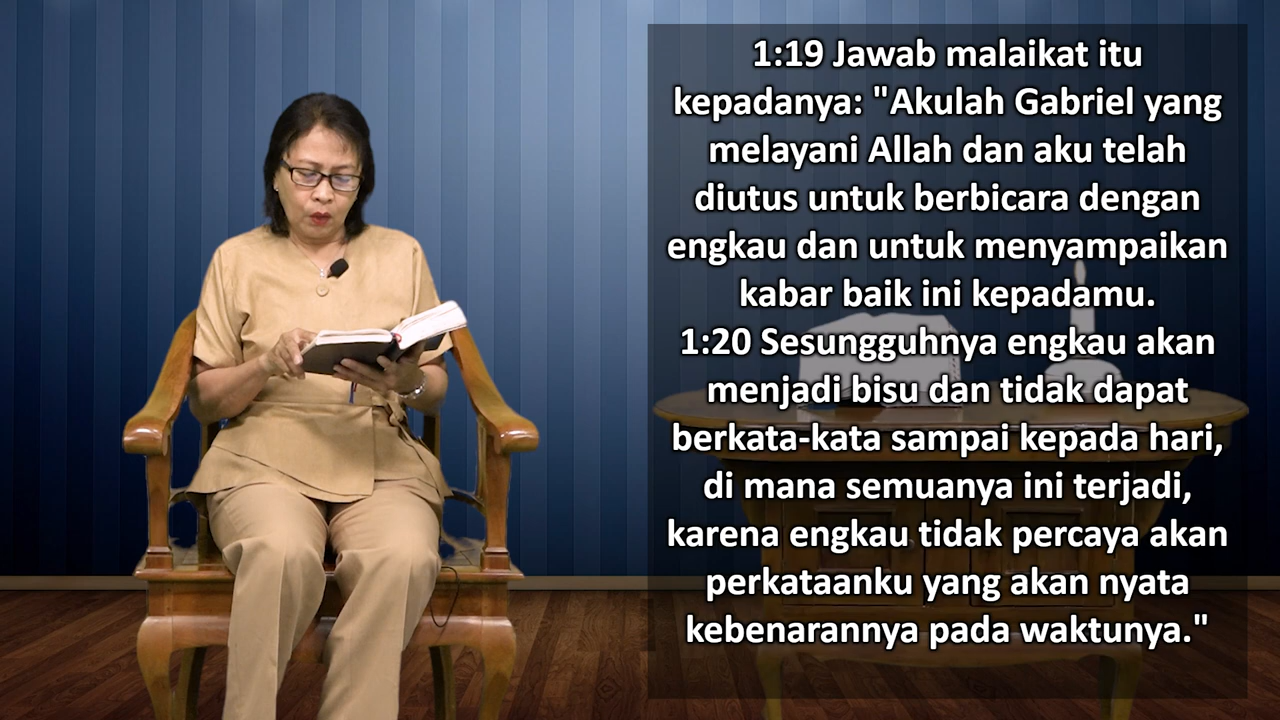 1:19 Jawab malaikat itu
kepadanya: "Akulah Gabriel yang
melayani Allah dan aku telah
diutus untuk berbicara dengan
engkau dan untuk menyampaikan
kabar baik ini kepadamu.
1:20 Sesungguhnya engkau akan
menjadi bisu dan tidak dapat
berkata-kata sampai kepada hari,
di mana semuanya ini terjadi,
karena engkau tidak percaya akan
perkataanku yang akan nyata
kebenarannya pada waktunya."